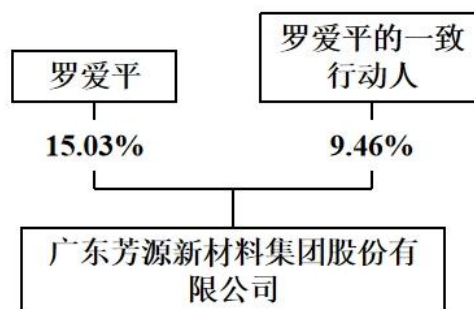 罗爱平
罗爱平的一致
行动人
15.03%
9.46%
广东芳源新材料集团股份有
限公司